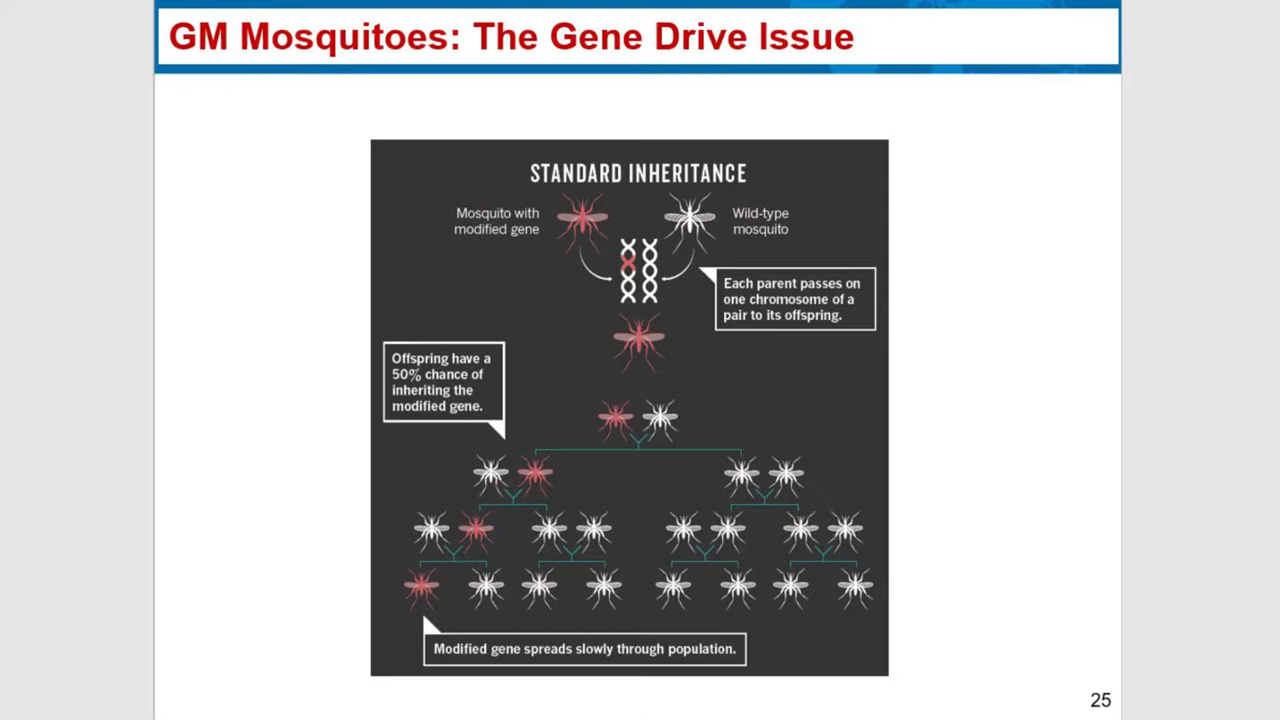 GM Mosquitoes: The Gene Drive Issue
STANDARD INHERITANCE
Mosquito with
modified gene
Wild-type
mosquito
Each parent passes on
one chromosome of a
pair to its offspring.
Offspring have a
50% chance of
inheriting the
modified gene.
Modified gene spreads slowly through population.
25